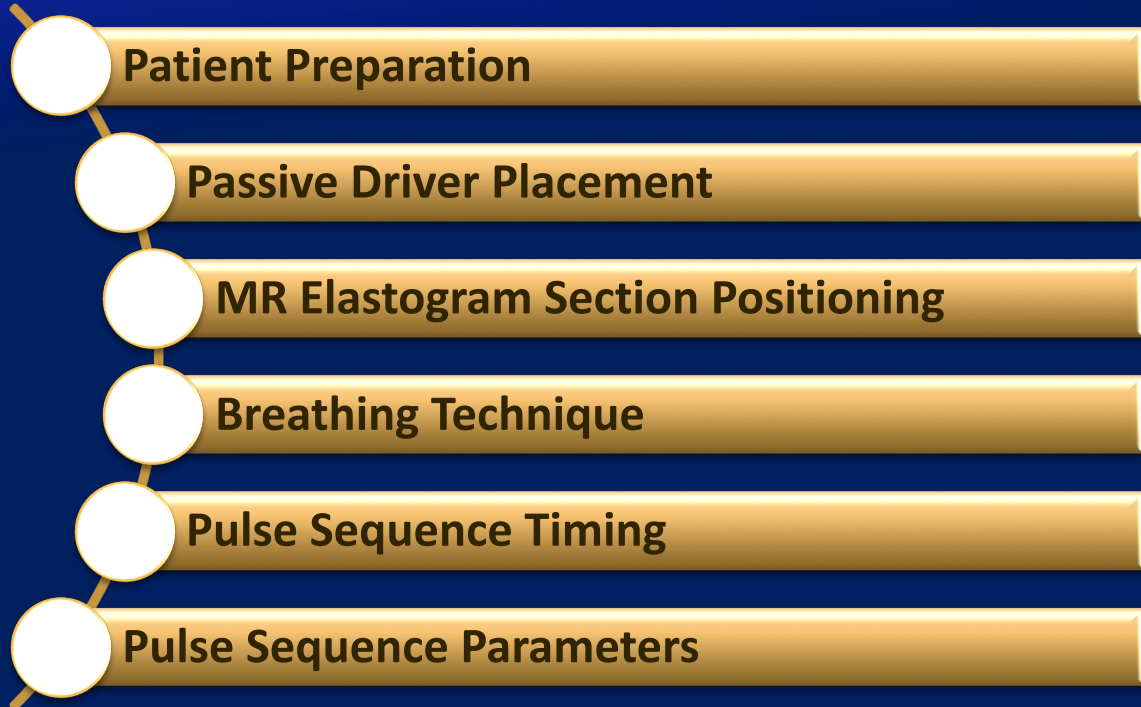 Patient Preparation
Passive Driver Placement
MR Elastogram Section Positioning
Breathing Technique
Pulse Sequence Timing
Pulse Sequence Parameters